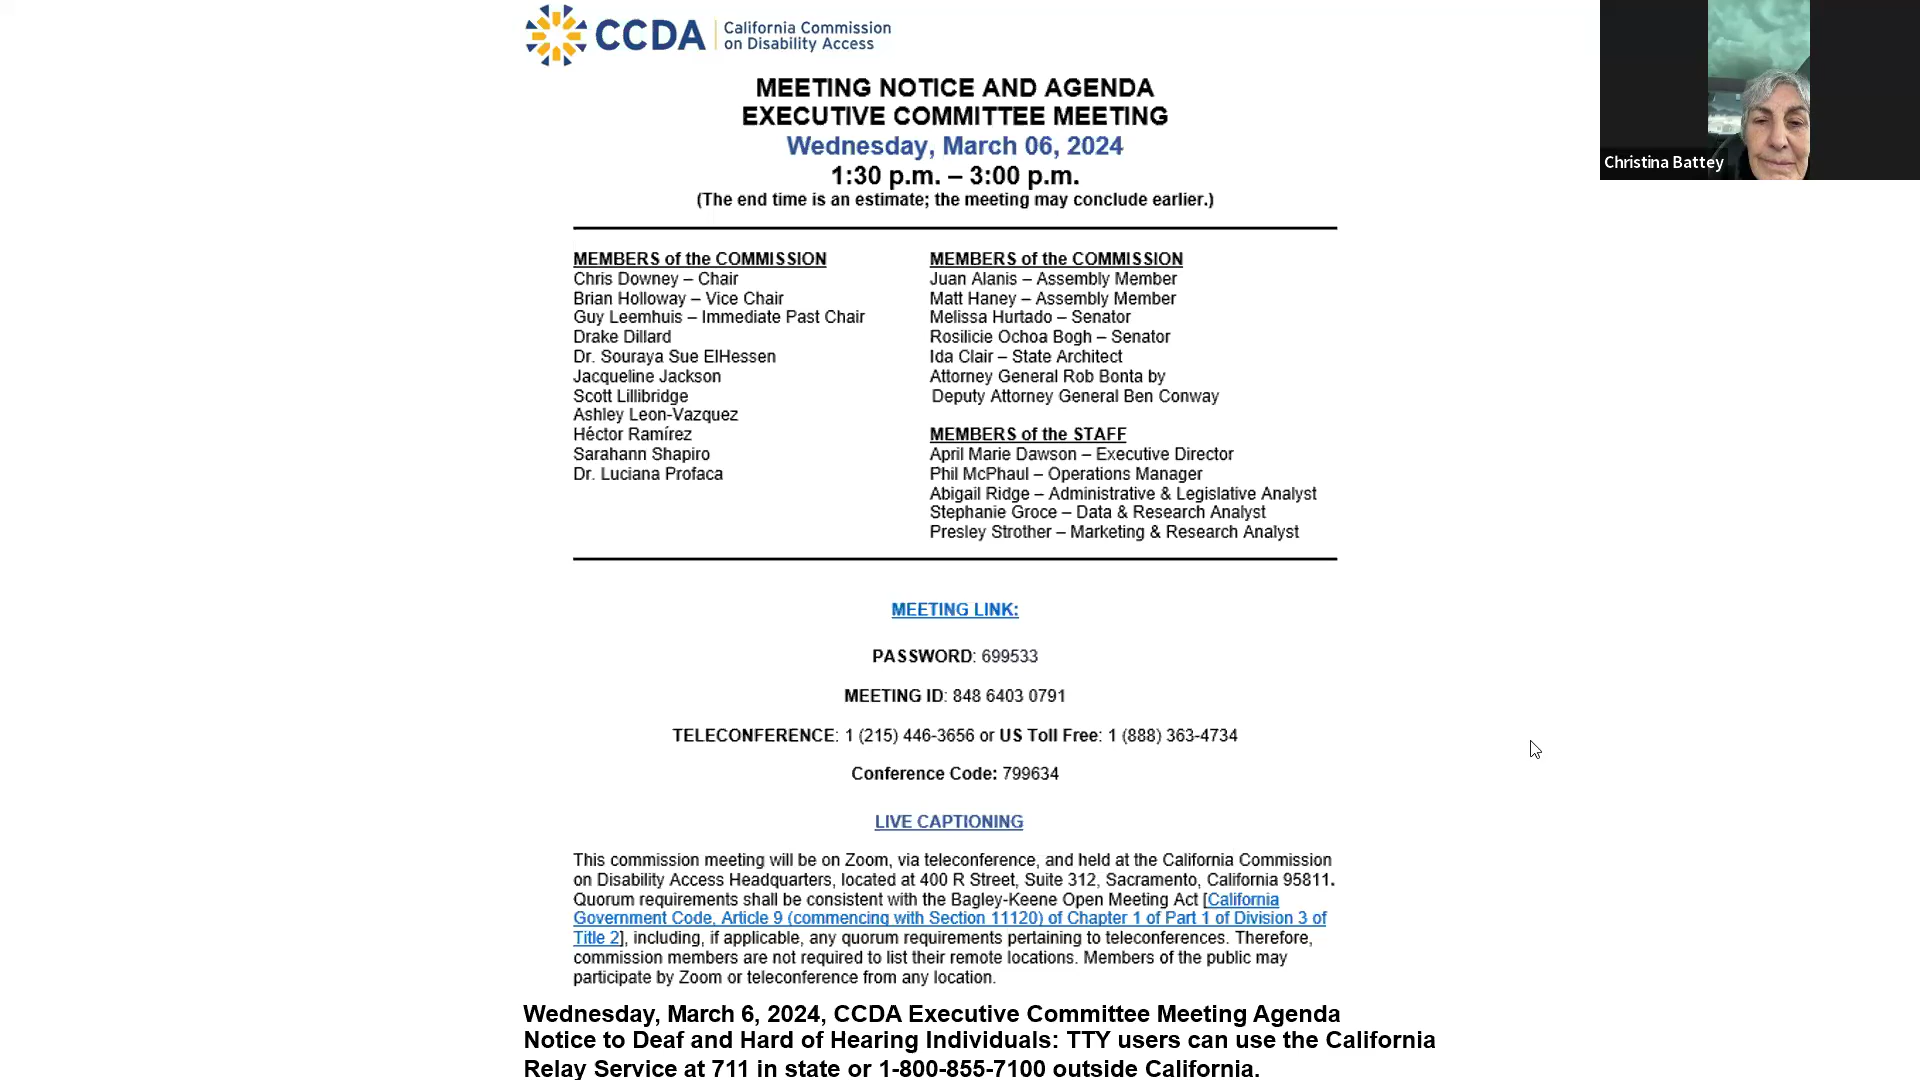 CCDA California Commission
on Disability Access
MEETING NOTICE AND AGENDA
EXECUTIVE COMMITTEE MEETING
Wednesday, March 06, 2024
1:30 p.m. – 3:00 p.m.
(The end time is an estimate; the meeting may conclude earlier.)
MEMBERS of the COMMISSION
Chris Downey – Chair
Brian Holloway – Vice Chair
Guy Leemhuis – Immediate Past Chair
Drake Dillard
Dr. Souraya Sue ElHessen
Jacqueline Jackson
Scott Lillibridge
Ashley Leon-Vazquez
Héctor Ramírez
Sarahann Shapiro
Dr. Luciana Profaca
MEMBERS of the COMMISSION
Juan Alanis – Assembly Member
Matt Haney – Assembly Member
Melissa Hurtado – Senator
Rosilicie Ochoa Bogh – Senator
Ida Clair – State Architect
Attorney General Rob Bonta by
Deputy Attorney General Ben Conway
MEMBERS of the STAFF
April Marie Dawson – Executive Director
Phil McPhaul – Operations Manager
Abigail Ridge – Administrative & Legislative Analyst
Stephanie Groce – Data & Research Analyst
Presley Strother – Marketing & Research Analyst
MEETING LINK:
PASSWORD: 699533
MEETING ID: 848 6403 0791
TELECONFERENCE: 1 (215) 446-3656 or US Toll Free: 1 (888) 363-4734
Conference Code: 799634
LIVE CAPTIONING
This commission meeting will be on Zoom, via teleconference, and held at the California Commission
on Disability Access Headquarters, located at 400 R Street, Suite 312, Sacramento, California 95811.
Quorum requirements shall be consistent with the Bagley-Keene Open Meeting Act [California
Government Code, Article 9 (commencing with Section 11120) of Chapter 1 of Part 1 of Division 3 of
Title 2], including, if applicable, any quorum requirements pertaining to teleconferences. Therefore,
commission members are not required to list their remote locations. Members of the public may
participate by Zoom or teleconference from any location.
Wednesday, March 6, 2024, CCDA Executive Committee Meeting Agenda
Notice to Deaf and Hard of Hearing Individuals: TTY users can use the California
Relay Service at 711 in state or 1-800-855-7100 outside California.
Christina Battey